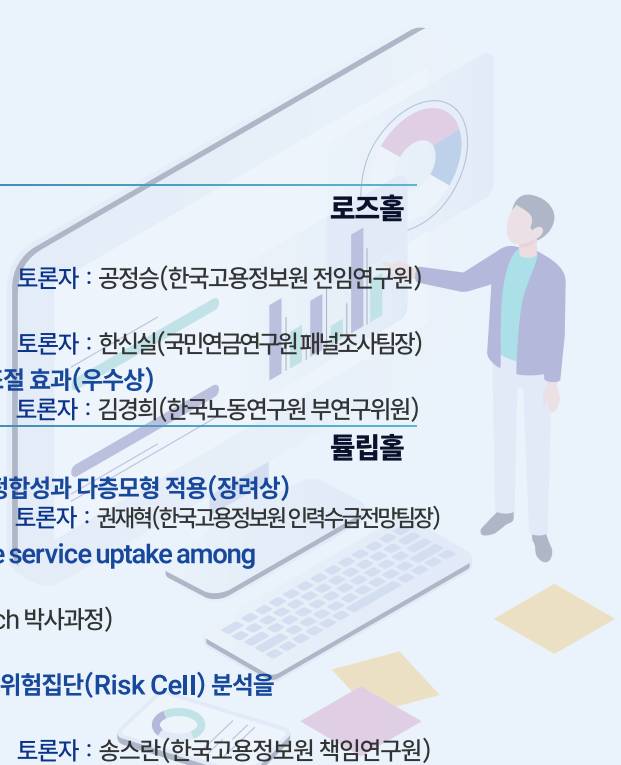 로즈홀
토론자 : 공정승(한국고용정보원 전임연구원)
토론자 : 한신실(국민연금연구원 패널조사팀장)
조절 효과(우수상)
토론자 : 김경희(한국노동연구원 부연구위원)
튤립홀
정합성과 다층모형 적용(장려상)
토론자 : 권재혁(한국고용정보원 인력수급전망팀장)
e service uptake among
ch 박사과정)
위험집단(Risk Cell) 분석을
토론자 : 송스란(한국고용정보원 책임연구원)